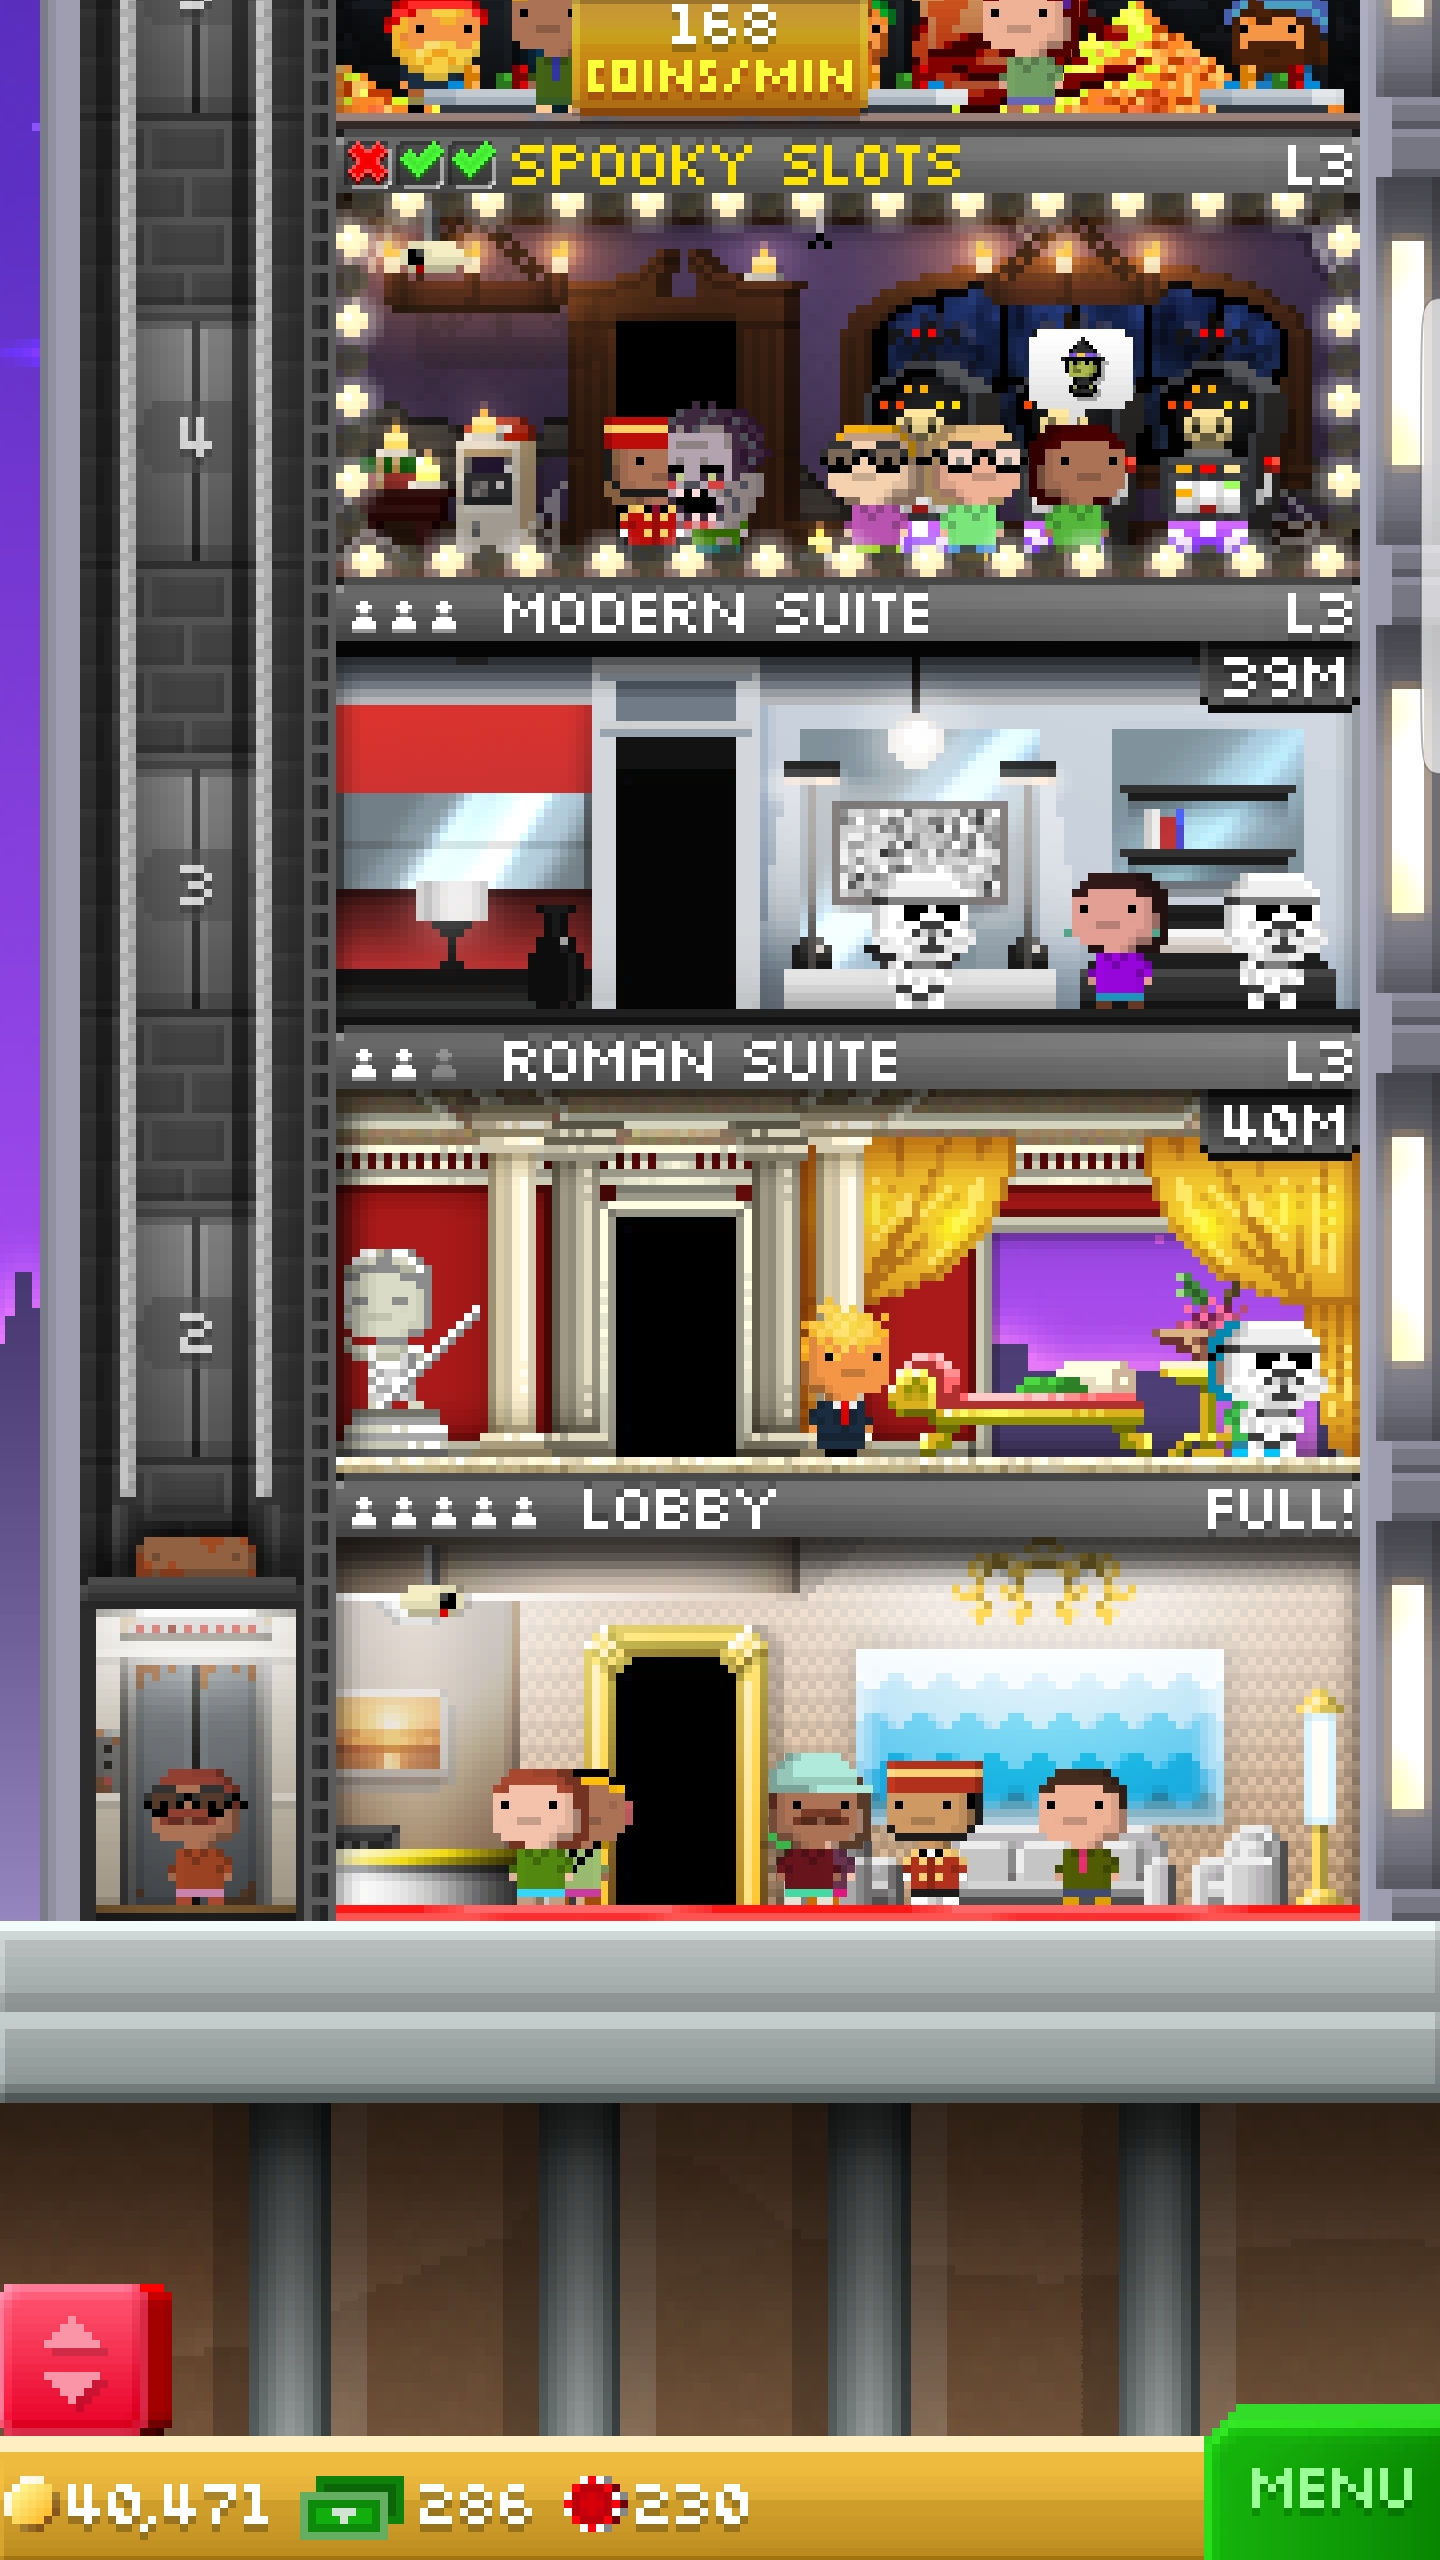 168
COINS/MIN
SPOOKY SLOTS L3
4
MODERN SUITE L3
39M
3
ROMAN SUITE L3
40M
2
LOBBY FULL!
40,471 286 230
MENU